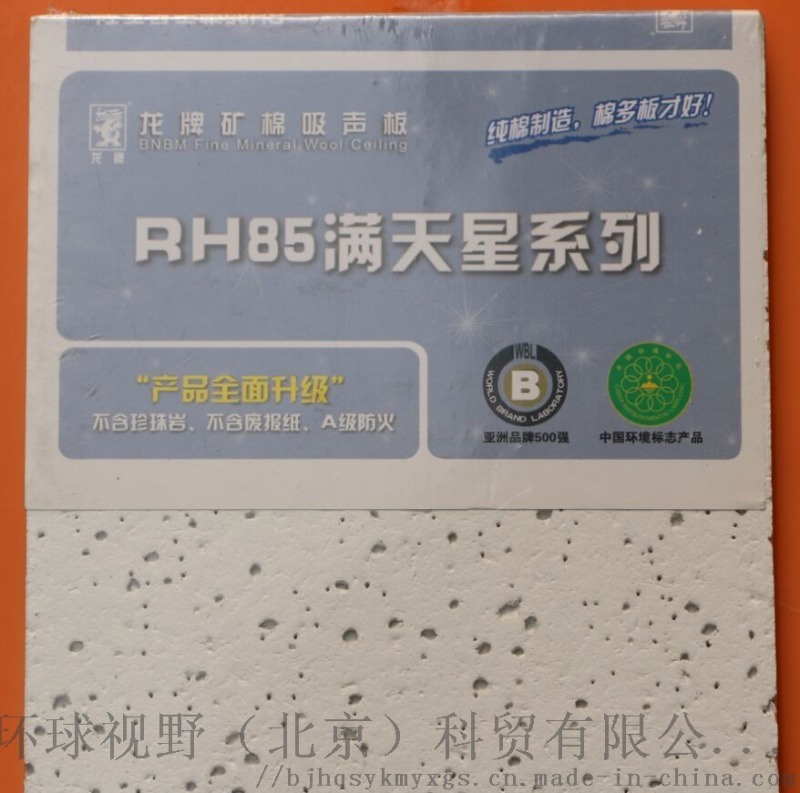 龙牌
龙牌矿棉吸声板
BNBM Fine Mineral Wool Ceiling
纯棉制造，棉多板才好！
RH85满天星系列
“产品全面升级”
不含珍珠岩、不含废报纸、A级防火
WBL
B
WORLD BRAND LABORATORY
亚洲品牌500强
中国环境标志产品
环球视野（北京）科贸有限公...
//bjhqsykmyxgs.cn.made-in-china.com